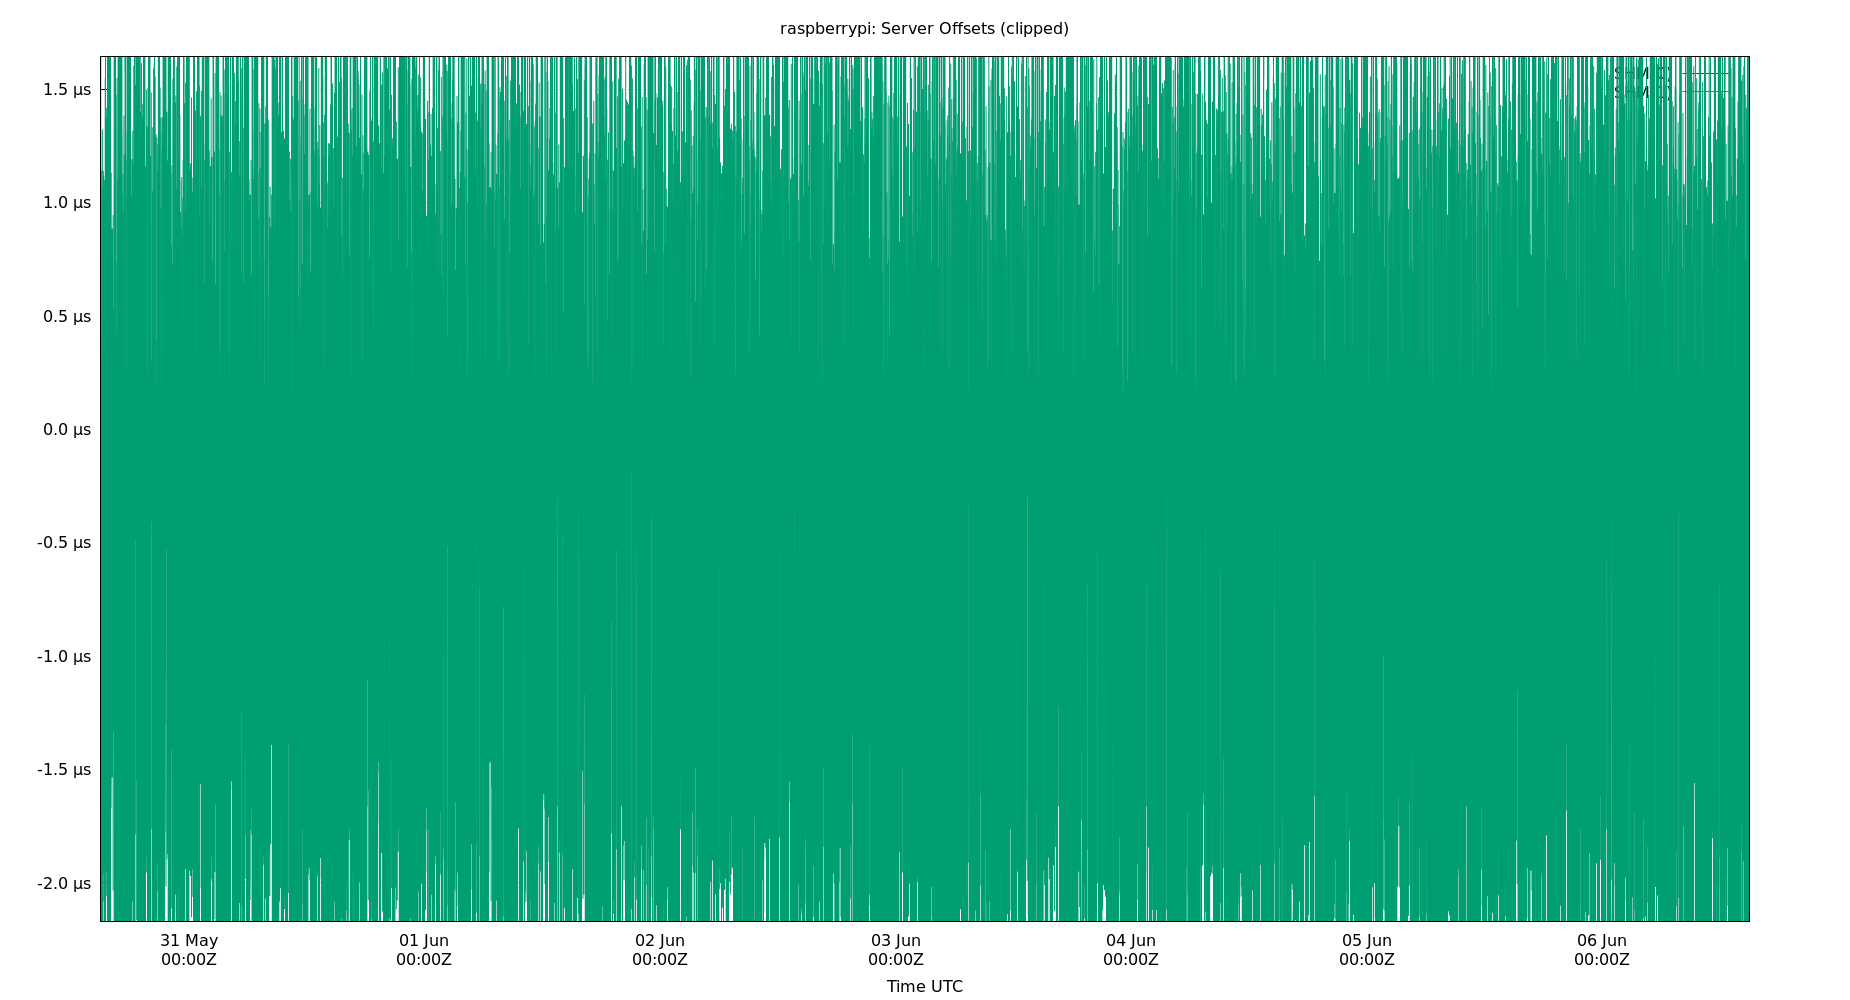 raspberrypi: Server Offsets (clipped)
1.5 µs
1.0 µs
0.5 µs
0.0 µs
-0.5 µs
-1.0 µs
-1.5 µs
-2.0 µs
31 May
00:00Z
01 Jun
00:00Z
02 Jun
00:00Z
03 Jun
00:00Z
04 Jun
00:00Z
05 Jun
00:00Z
06 Jun
00:00Z
Time UTC